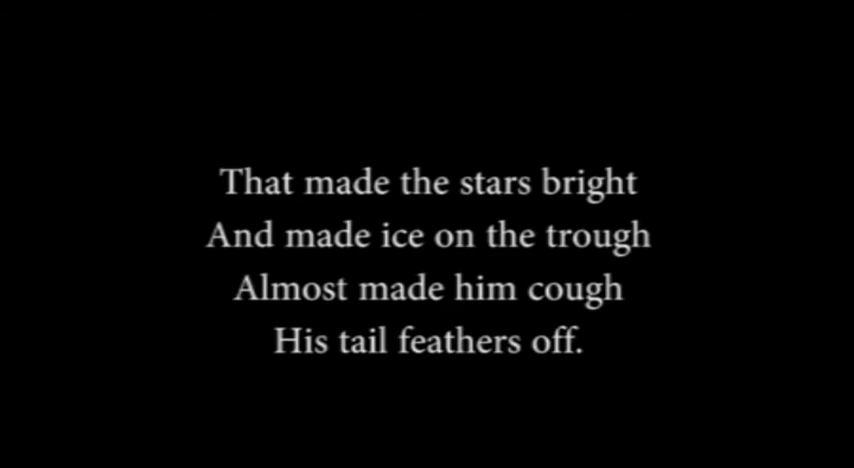 That made the stars bright
And made ice on the trough
Almost made him cough
His tail feathers off.